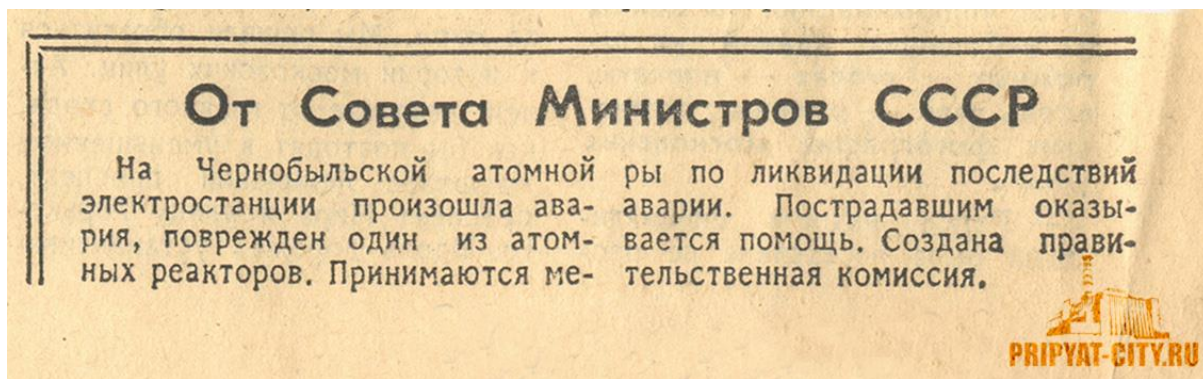 От Совета Министров СССР
На Чернобыльской атомной
электростанции произошла ава-
рия, поврежден один из атом-
ных реакторов. Принимаются ме-
ры по ликвидации последствий
аварии. Пострадавшим оказы-
вается помощь. Создана прави-
тельственная комиссия.
PRIPYAT-CITY.RU